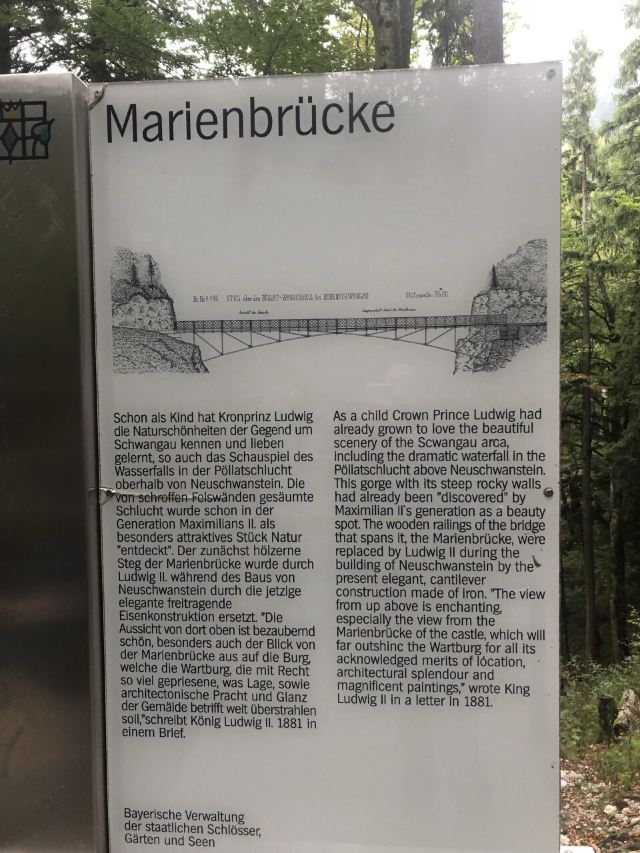 Marienbrücke
STEG über den PÖLLAT-WASSERFALL bei HOHENSCHWANGAU
Schon als Kind hat Kronprinz Ludwig
die Naturschönheiten der Gegend um
Schwangau kennen und lieben
gelernt, so auch das Schauspiel des
Wasserfalls in der Pöllatschlucht
oberhalb von Neuschwanstein. Die
von schroffen Felswänden gesäumte
Schlucht wurde schon in der
Generation Maximilians II. als
besonders attraktives Stück Natur
"entdeckt". Der zunächst hölzerne
Steg der Marienbrücke wurde durch
Ludwig II. während des Baus von
Neuschwanstein durch die jetzige
elegante freitragende
Eisenkonstruktion ersetzt. "Die
Aussicht von dort oben ist bezaubernd
schön, besonders auch der Blick von
der Marienbrücke aus auf die Burg,
welche die Wartburg, die mit Recht
so viel gepriesene, was Lage, sowie
architectonische Pracht und Glanz
der Gemälde betrifft weit überstrahlen
soll,"schreibt König Ludwig II. 1881 in
einem Brief.
As a child Crown Prince Ludwig had
already grown to love the beautiful
scenery of the Scwangau arca,
including the dramatic waterfall in the
Pöllatschlucht above Neuschwanstein.
This gorge with its steep rocky walls
had already been "discovered" by
Maximilian II's generation as a beauty
spot. The wooden railings of the bridge
that spans it, the Marienbrücke, were
replaced by Ludwig II during the
building of Neuschwanstein by the
present elegant, cantilever
construction made of iron. "The view
from up above is enchanting,
especially the view from the
Marienbrücke of the castle, which will
far outshinc the Wartburg for all its
acknowledged merits of location,
architectural splendour and
magnificent paintings," wrote King
Ludwig II in a letter in 1881.
Bayerische Verwaltung
der staatlichen Schlösser,
Gärten und Seen